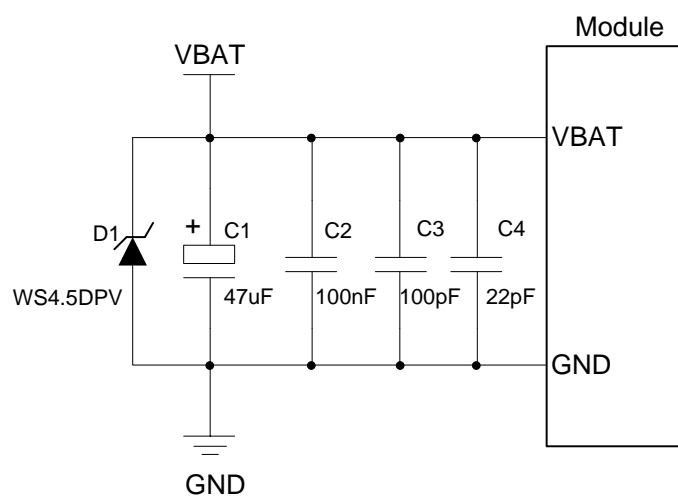 Module
VBAT
VBAT
D1
+
C1
C2
C3
C4
WS4.5DPV
47uF
100nF
100pF
22pF
GND
GND